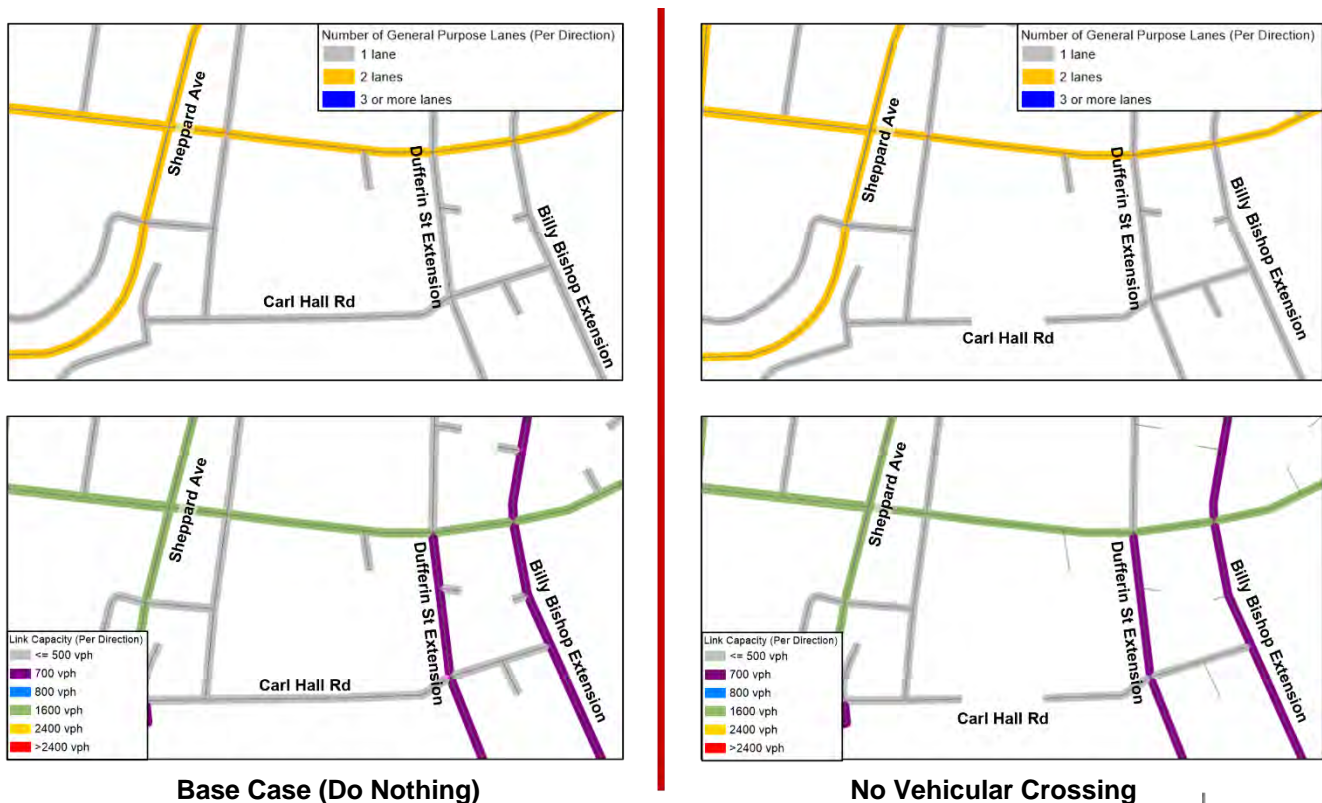 Number of General Purpose Lanes (Per Direction)
1 lane
2 lanes
3 or more lanes
Sheppard Ave
Dufferin St Extension
Billy Bishop Extension
Carl Hall Rd
Number of General Purpose Lanes (Per Direction)
1 lane
2 lanes
3 or more lanes
Sheppard Ave
Dufferin St Extension
Billy Bishop Extension
Carl Hall Rd
Sheppard Ave
Dufferin St Extension
Billy Bishop Extension
Link Capacity (Per Direction)
<= 500 vph
700 vph
800 vph
1600 vph
2400 vph
>2400 vph
Carl Hall Rd
Sheppard Ave
Dufferin St Extension
Billy Bishop Extension
Link Capacity (Per Direction)
<= 500 vph
700 vph
800 vph
1600 vph
2400 vph
>2400 vph
Carl Hall Rd
Base Case (Do Nothing)
No Vehicular Crossing